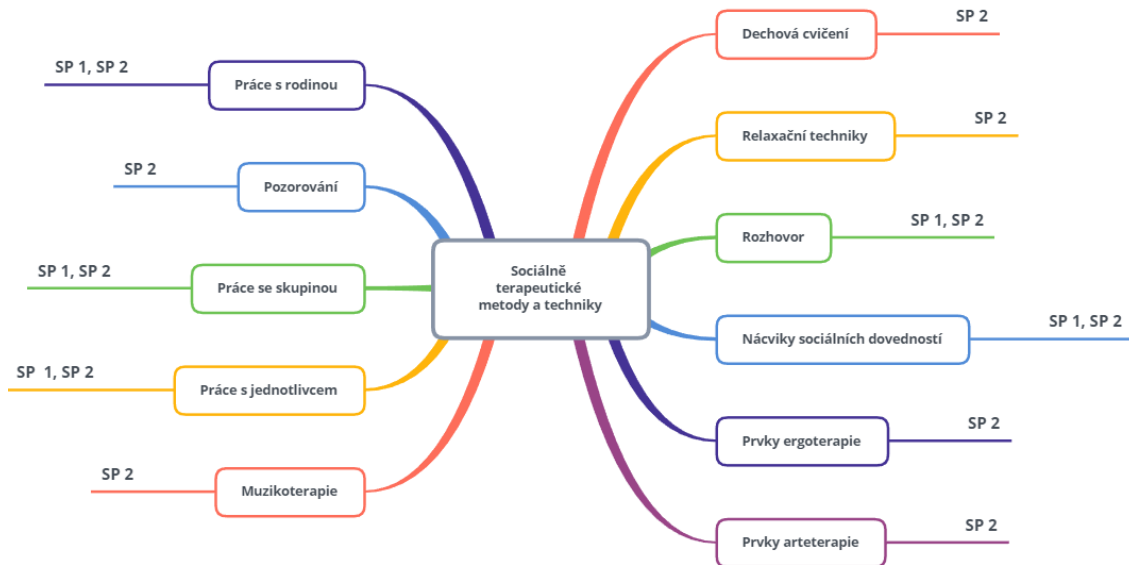 SP 1, SP 2
Práce s rodinou
SP 2
Pozorování
SP 1, SP 2
Práce se skupinou
SP  1, SP 2
Práce s jednotlivcem
SP 2
Muzikoterapie
Sociálně
terapeutické
metody a techniky
SP 2
Dechová cvičení
SP 2
Relaxační techniky
SP 1, SP 2
Rozhovor
SP 1, SP 2
Nácviky sociálních dovedností
SP 2
Prvky ergoterapie
SP 2
Prvky arteterapie